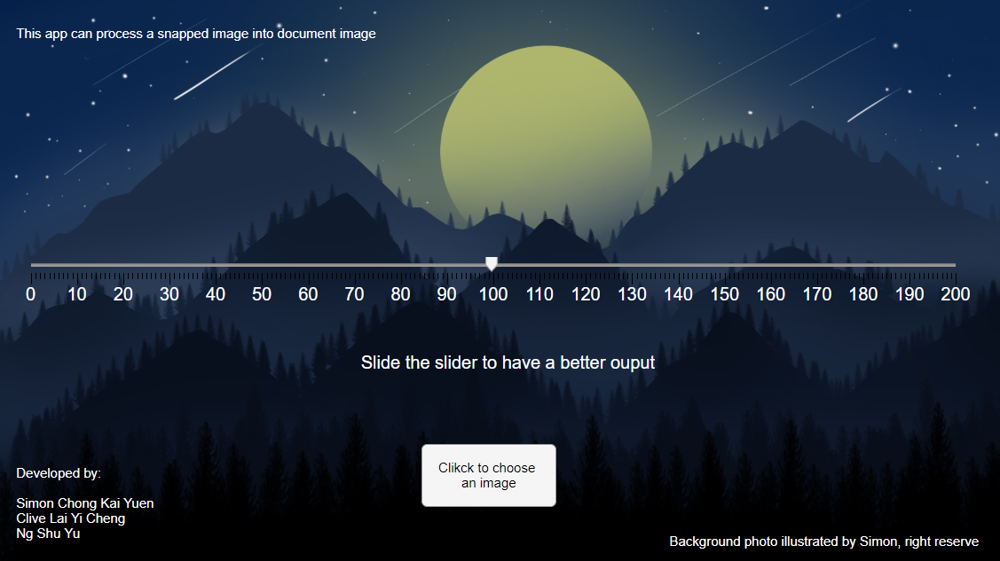 This app can process a snapped image into document image
0 10 20 30 40 50 60 70 80 90 100 110 120 130 140 150 160 170 180 190 200
Slide the slider to have a better ouput
Clikck to choose
an image
Developed by:
Simon Chong Kai Yuen
Clive Lai Yi Cheng
Ng Shu Yu
Background photo illustrated by Simon, right reserve